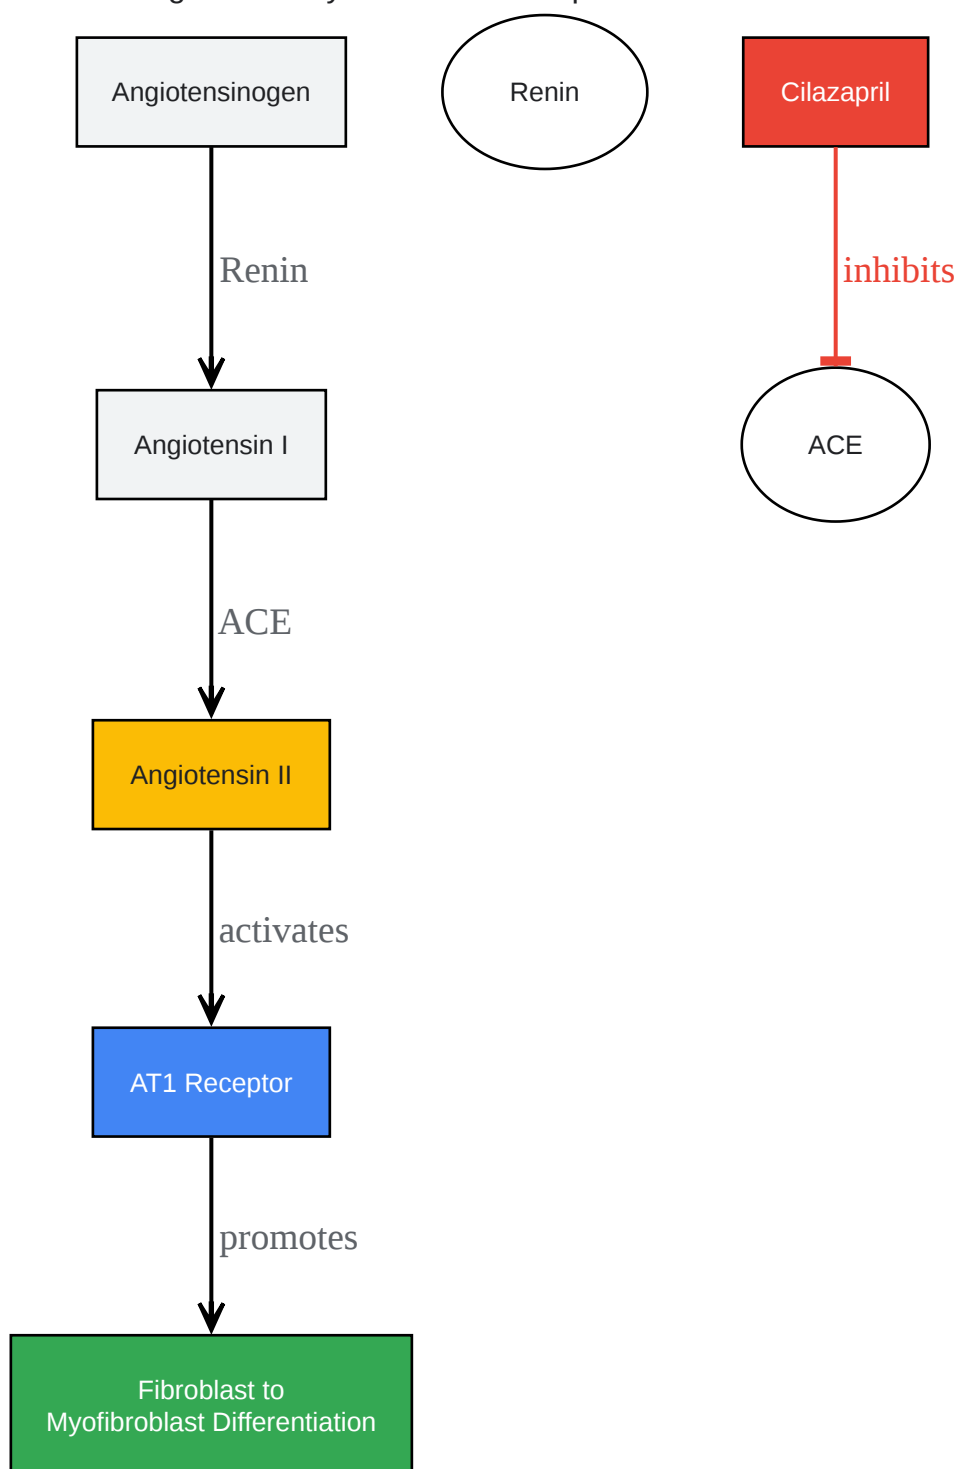 Angiotensinogen
Renin
Cilazapril
Renin
inhibits
Angiotensin I
ACE
ACE
Angiotensin II
activates
AT1 Receptor
promotes
Fibroblast to
Myofibroblast Differentiation